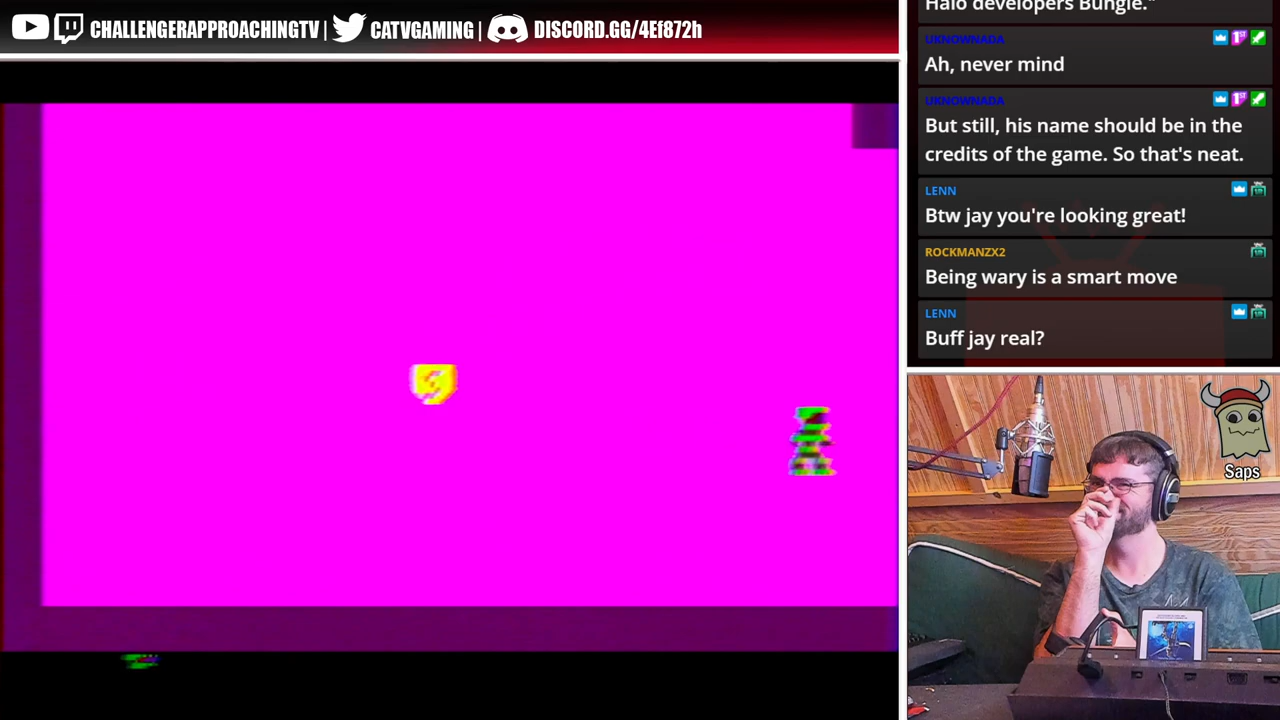 CHALLENGERAPPROACHINGTV | CATVGAMING | DISCORD.GG/4Ef872h
Halo developers Bungie."
UKNOWNADA
Ah, never mind
UKNOWNADA
But still, his name should be in the
credits of the game. So that's neat.
LENN
Btw jay you're looking great!
ROCKMANZX2
Being wary is a smart move
LENN
Buff jay real?
S
Saps